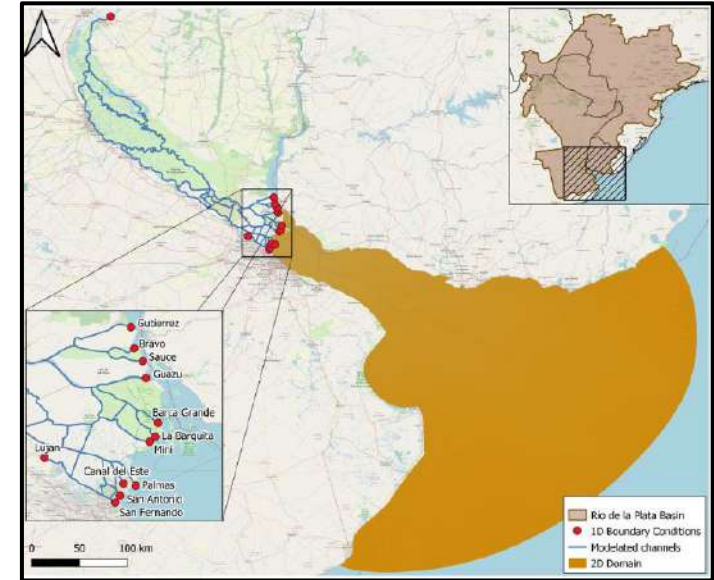 Gutierrez
Bravo
Sauce
Guazu
Barca Grande
La Barquita
Mini
Lujan
Canal del Este
Palmas
San Antonio
San Fernando
0 50 100 km
Rio de la Plata Basin
1D Boundary Conditions
Modelated channels
2D Domain